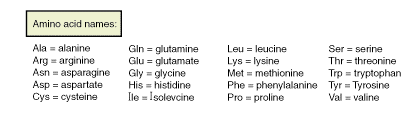 Amino acid names:
Ala = alanine
Arg = arginine
Asn = asparagine
Asp = aspartate
Cys = cysteine
Gln = glutamine
Glu = glutamate
Gly = glycine
His = histidine
Ile = Isolevcine
Leu = leucine
Lys = lysine
Met = methionine
Phe = phenylalanine
Pro = proline
Ser = serine
Thr = threonine
Trp = tryptophan
Tyr = Tyrosine
Val = valine